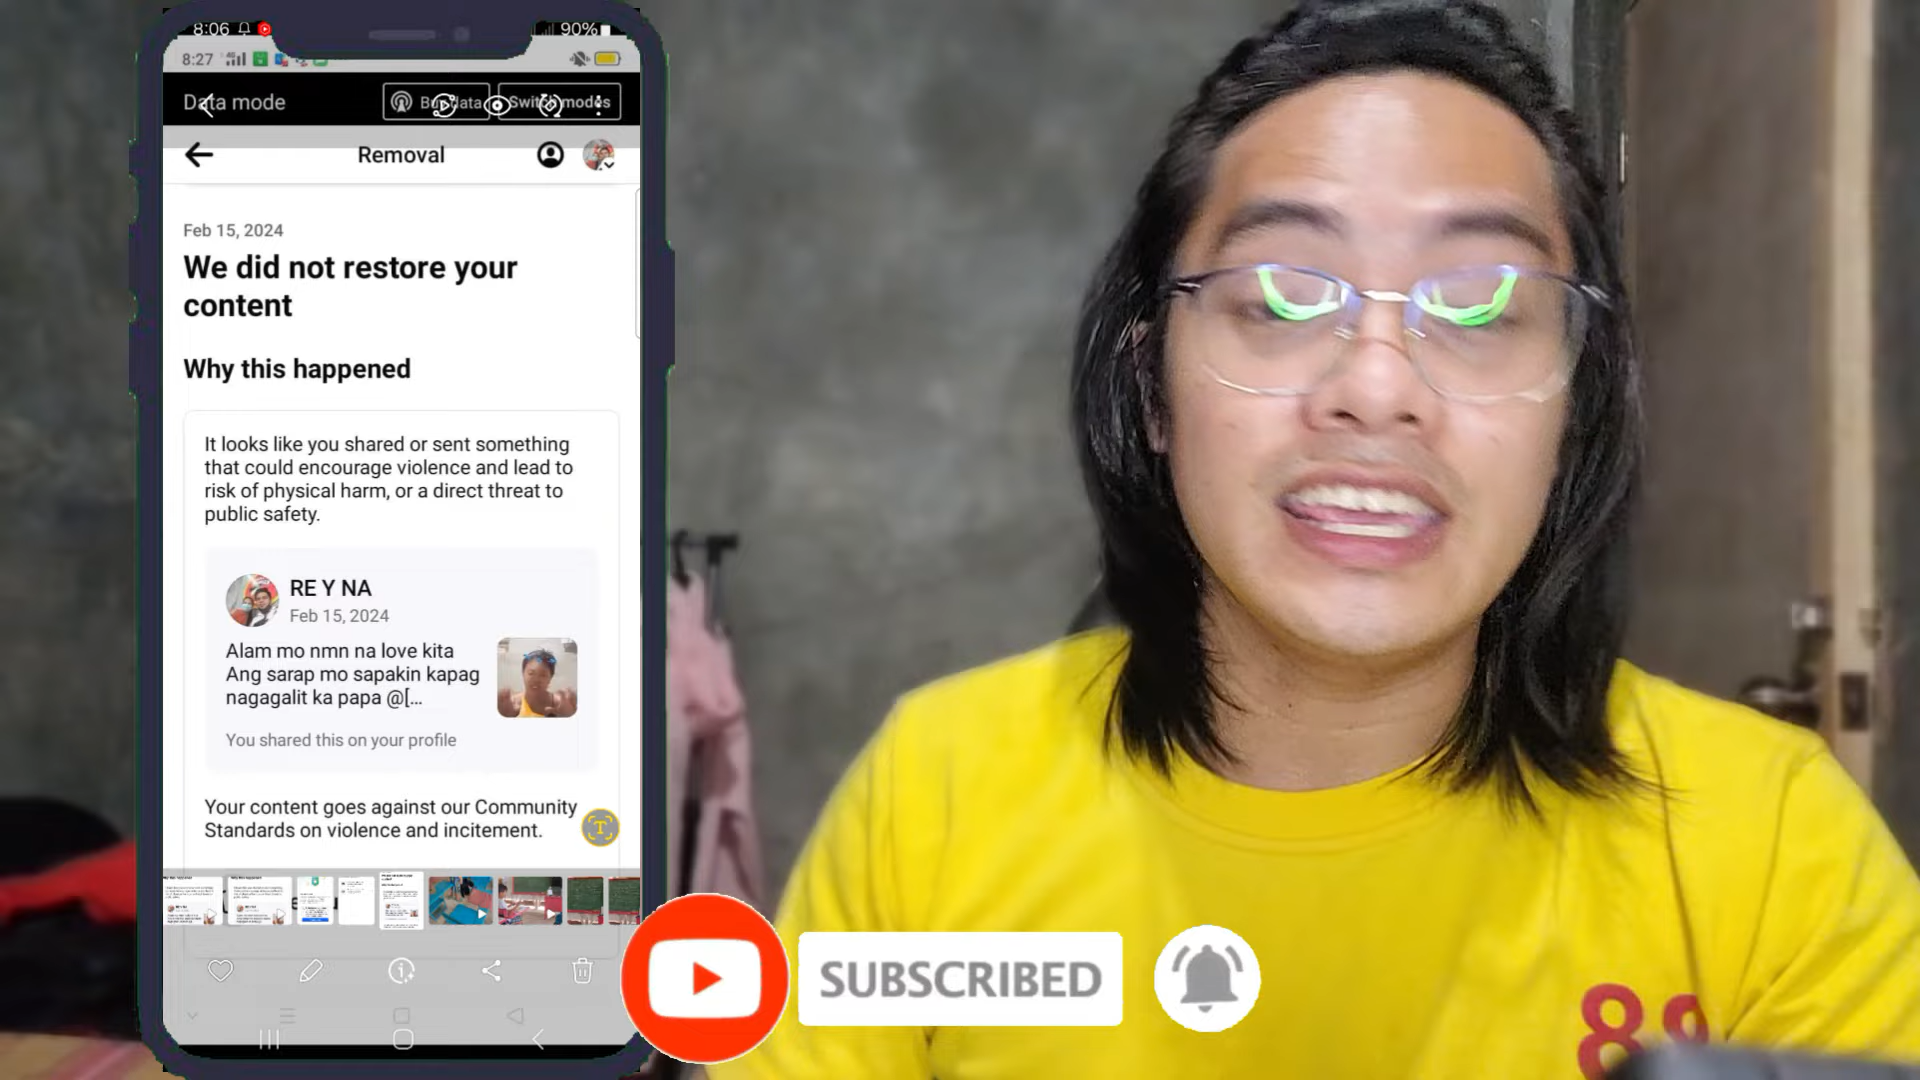 8:06
90%
8:27
Data mode
Buy data
Switch modes
Removal
Feb 15, 2024
We did not restore your
content
Why this happened
It looks like you shared or sent something
that could encourage violence and lead to
risk of physical harm, or a direct threat to
public safety.
RE Y NA
Feb 15, 2024
Alam mo nmn na love kita
Ang sarap mo sapakin kapag
nagagalit ka papa @[...
You shared this on your profile
Your content goes against our Community
Standards on violence and incitement.
T
SUBSCRIBED